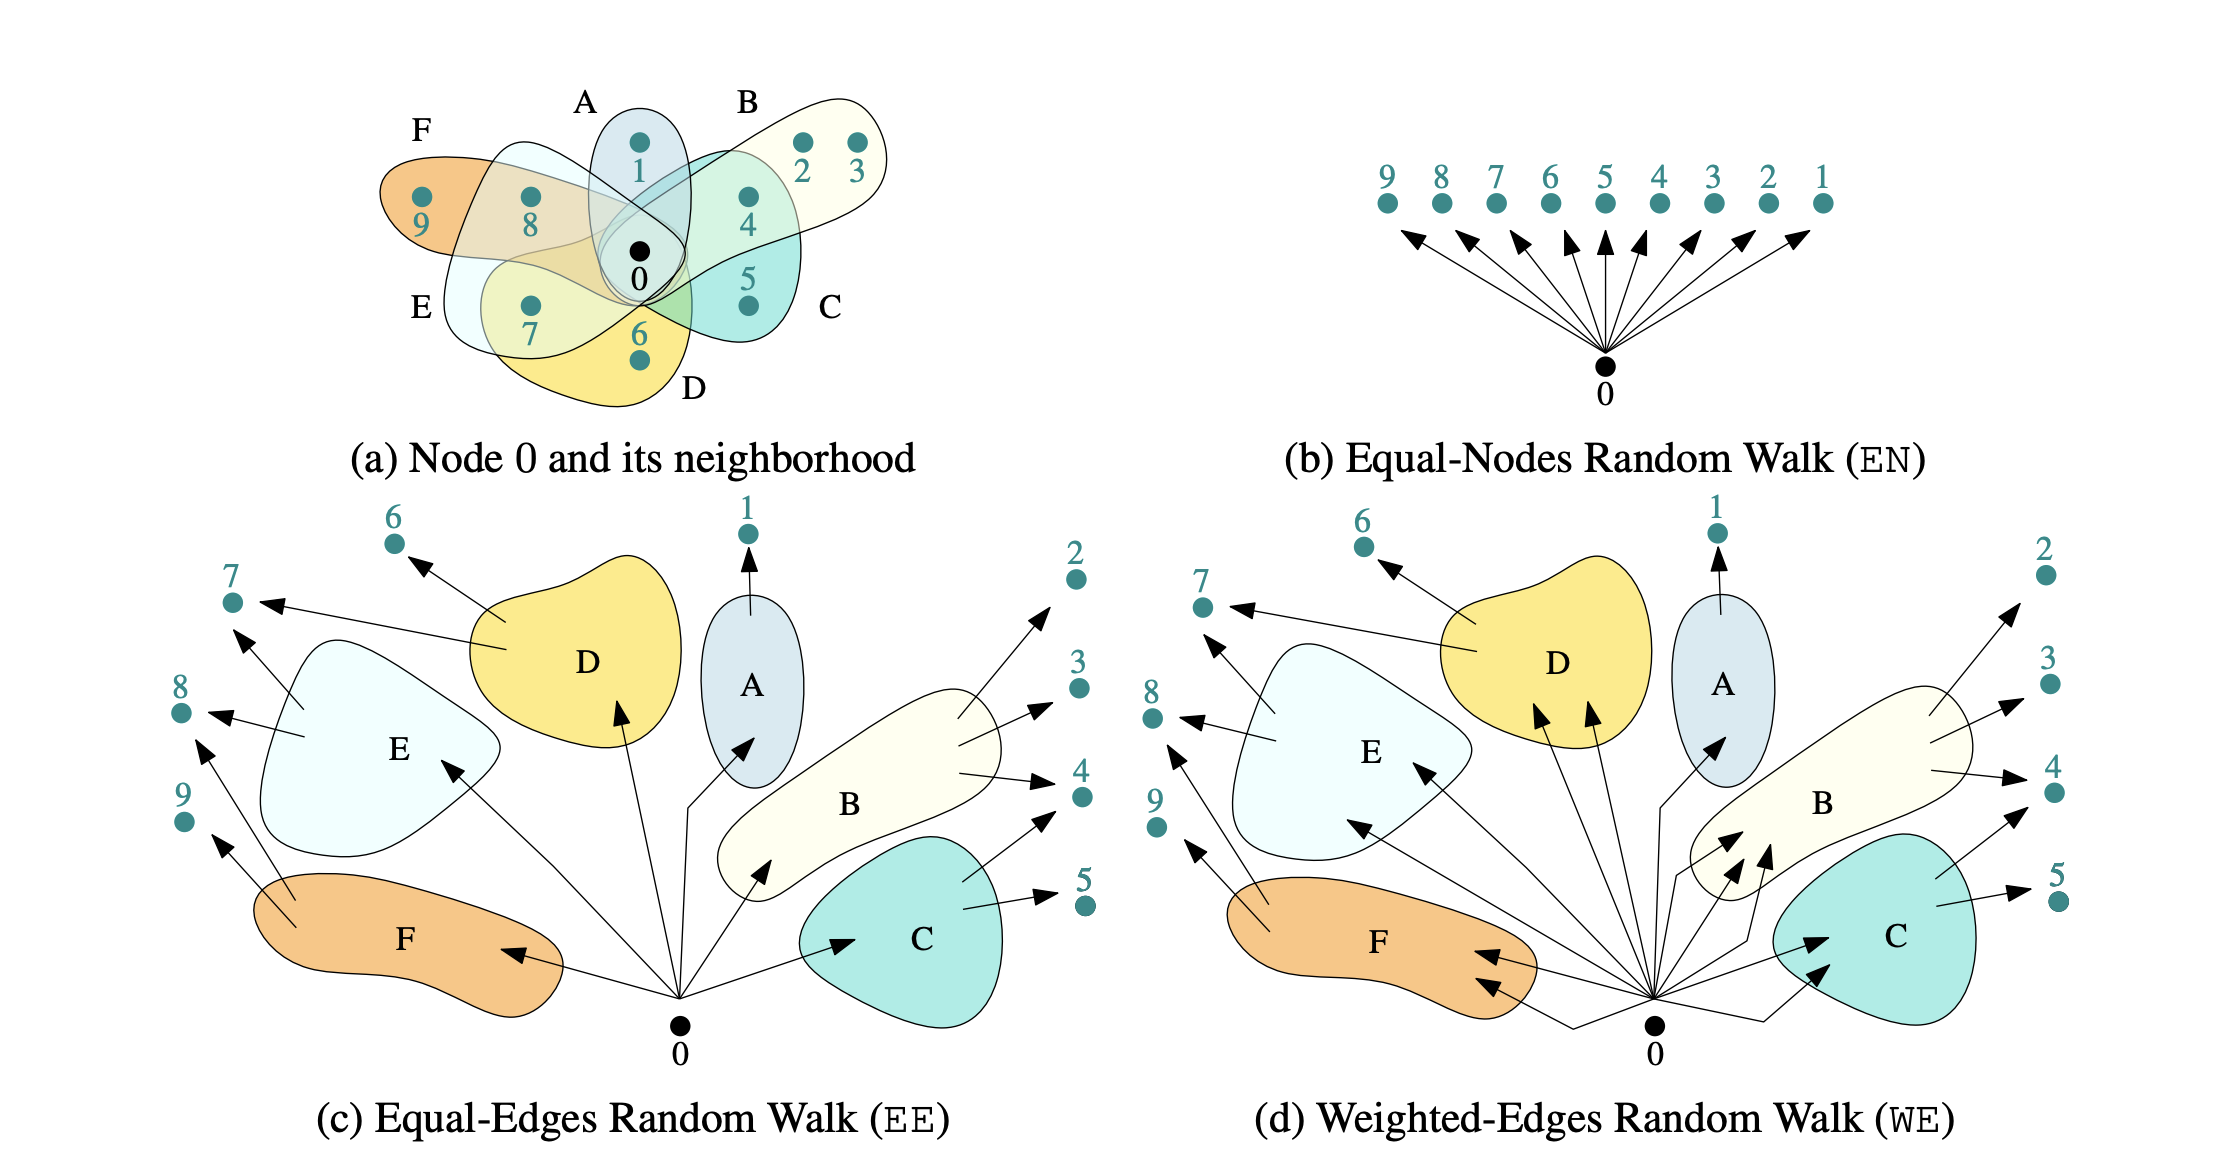 A
B
F
1
2
3
9
8
4
0
5
E
7
6
C
D
(a) Node 0 and its neighborhood
9 8 7 6 5 4 3 2 1
0
(b) Equal-Nodes Random Walk (EN)
6
1
2
7
D
3
8
A
E
4
9
B
5
F
C
0
(c) Equal-Edges Random Walk (EE)
6
1
2
7
D
3
8
A
E
4
9
B
5
F
C
0
(d) Weighted-Edges Random Walk (WE)